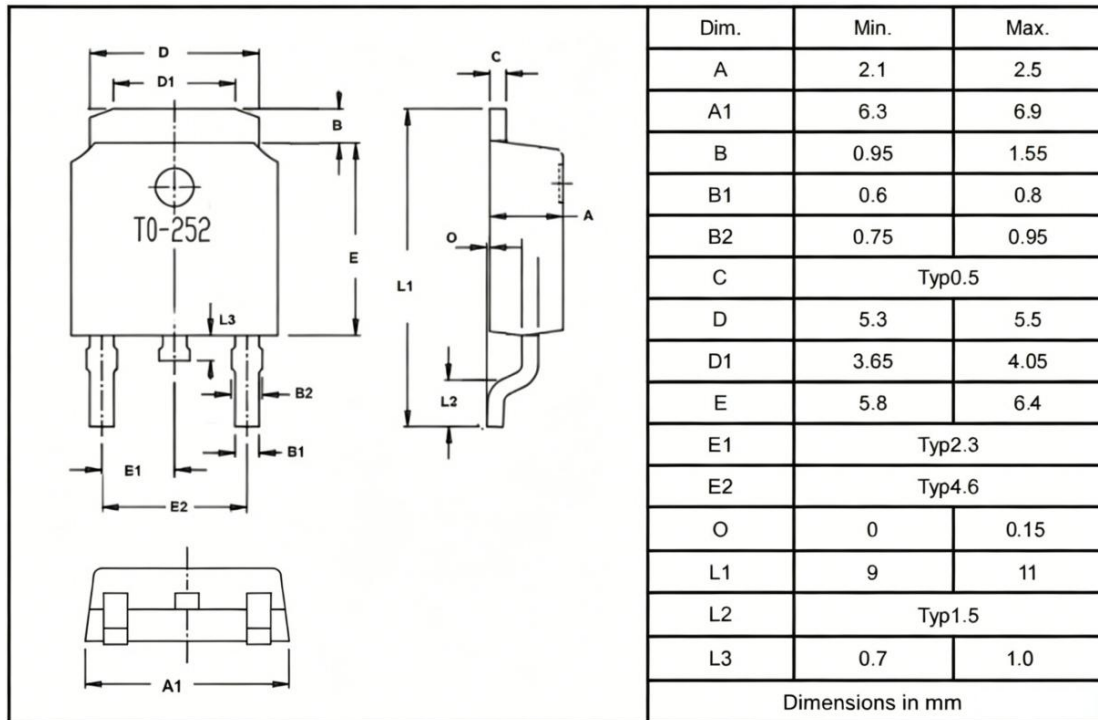 D
D1
C
B
TO-252
A
O
E
L1
L3
B2
L2
B1
E1
E2
A1
Dim. Min. Max.
A 2.1 2.5
A1 6.3 6.9
B 0.95 1.55
B1 0.6 0.8
B2 0.75 0.95
C Typ0.5
D 5.3 5.5
D1 3.65 4.05
E 5.8 6.4
E1 Typ2.3
E2 Typ4.6
O 0 0.15
L1 9 11
L2 Typ1.5
L3 0.7 1.0
Dimensions in mm